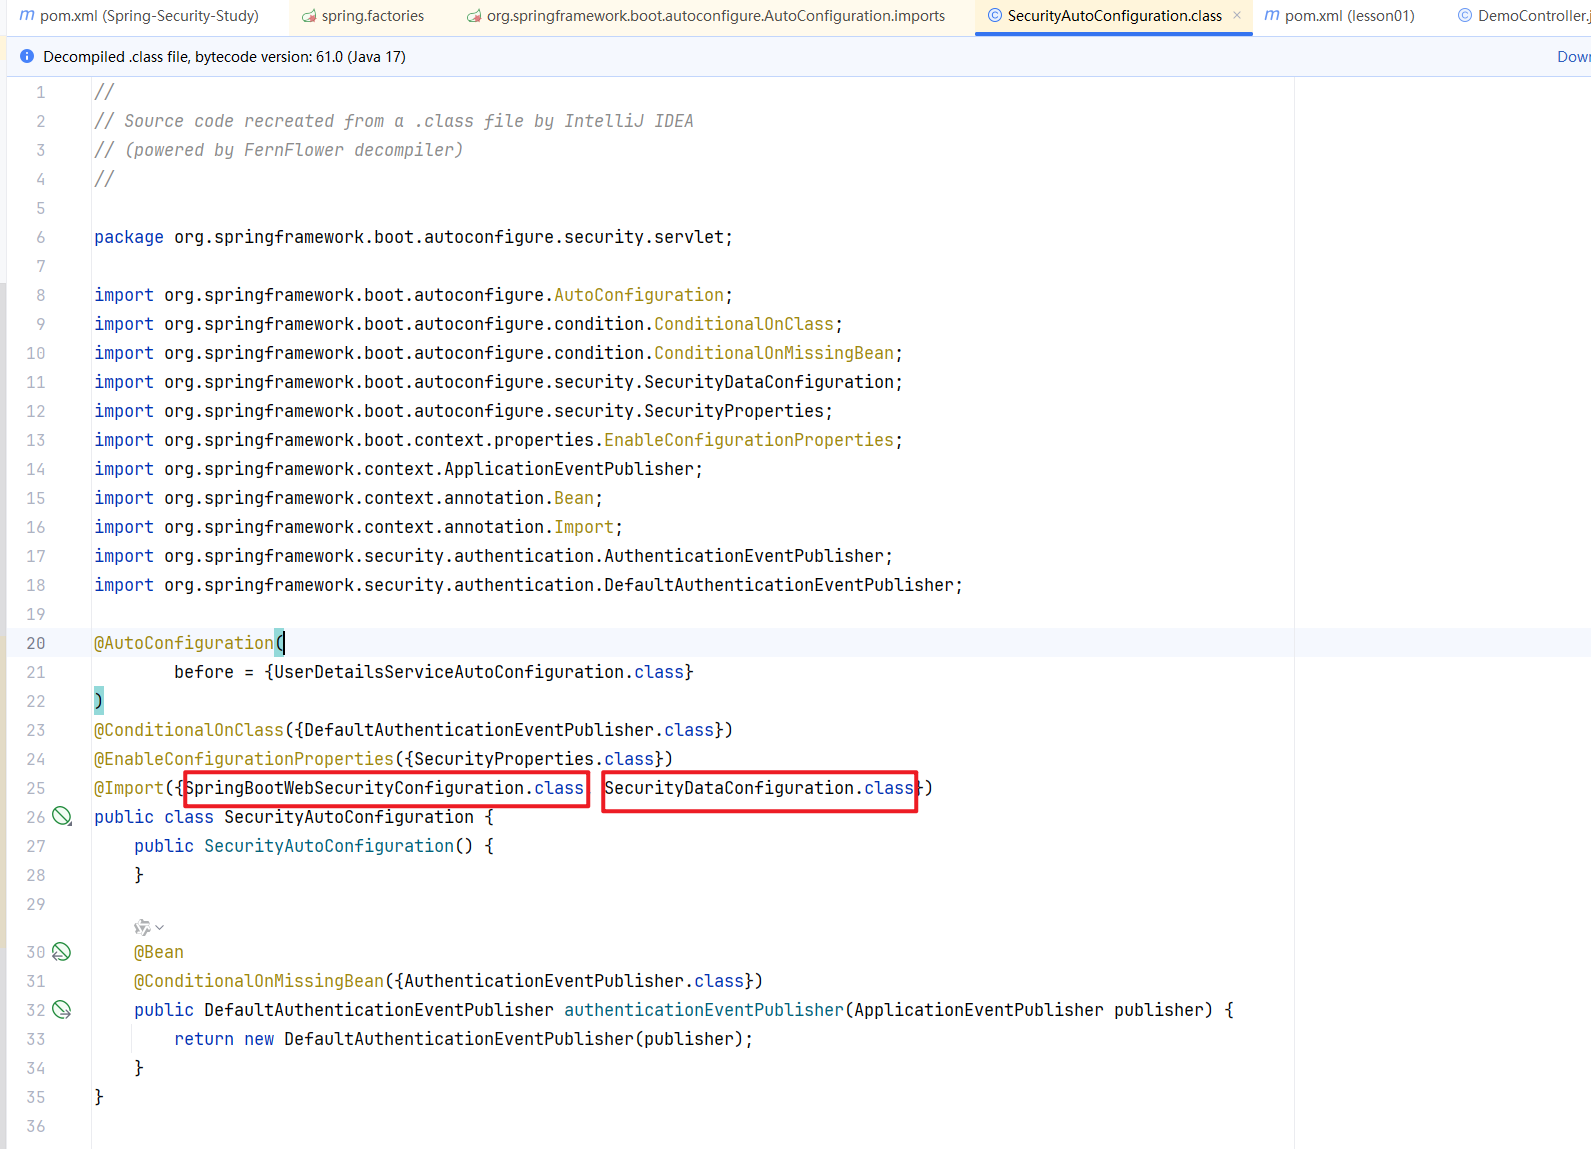 pom.xml (Spring-Security-Study) spring.factories org.springframework.boot.autoconfigure.AutoConfiguration.imports SecurityAutoConfiguration.class × pom.xml (lesson01) DemoController.j
Decompiled .class file, bytecode version: 61.0 (Java 17) Down
1 //
2 // Source code recreated from a .class file by IntelliJ IDEA
3 // (powered by FernFlower decompiler)
4 //
5
6 package org.springframework.boot.autoconfigure.security.servlet;
7
8 import org.springframework.boot.autoconfigure.AutoConfiguration;
9 import org.springframework.boot.autoconfigure.condition.ConditionalOnClass;
10 import org.springframework.boot.autoconfigure.condition.ConditionalOnMissingBean;
11 import org.springframework.boot.autoconfigure.security.SecurityDataConfiguration;
12 import org.springframework.boot.autoconfigure.security.SecurityProperties;
13 import org.springframework.boot.context.properties.EnableConfigurationProperties;
14 import org.springframework.context.ApplicationEventPublisher;
15 import org.springframework.context.annotation.Bean;
16 import org.springframework.context.annotation.Import;
17 import org.springframework.security.authentication.AuthenticationEventPublisher;
18 import org.springframework.security.authentication.DefaultAuthenticationEventPublisher;
19
20 @AutoConfiguration(
21 before = {UserDetailsServiceAutoConfiguration.class}
22 )
23 @ConditionalOnClass({DefaultAuthenticationEventPublisher.class})
24 @EnableConfigurationProperties({SecurityProperties.class})
25 @Import({SpringBootWebSecurityConfiguration.class SecurityDataConfiguration.class})
26 public class SecurityAutoConfiguration {
27 public SecurityAutoConfiguration() {
28 }
29
30 @Bean
31 @ConditionalOnMissingBean({AuthenticationEventPublisher.class})
32 public DefaultAuthenticationEventPublisher authenticationEventPublisher(ApplicationEventPublisher publisher) {
33 return new DefaultAuthenticationEventPublisher(publisher);
34 }
35 }
36